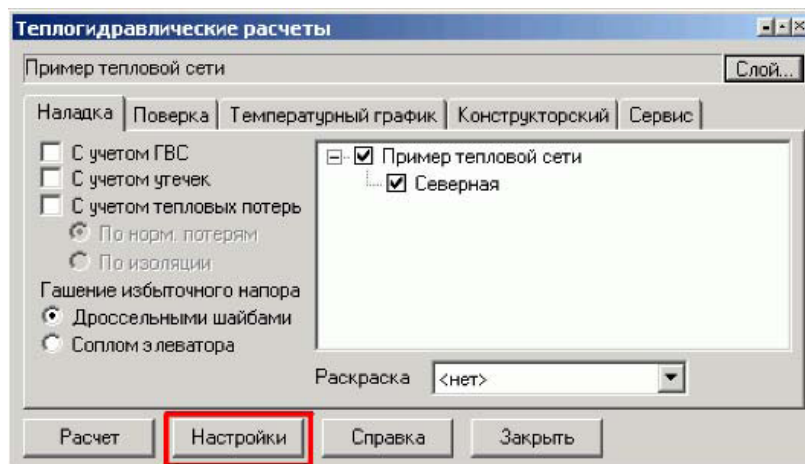 Теплогидравлические расчеты
Пример тепловой сети
Слой...
Наладка Поверка Температурный график Конструкторский Сервис
С учетом ГВС
С учетом утечек
С учетом тепловых потерь
По норм. потерям
По изоляции
Гашение избыточного напора
Дроссельными шайбами
Соплом элеватора
Пример тепловой сети
Северная
Раскраска <нет>
Расчет Настройки Справка Закрыть